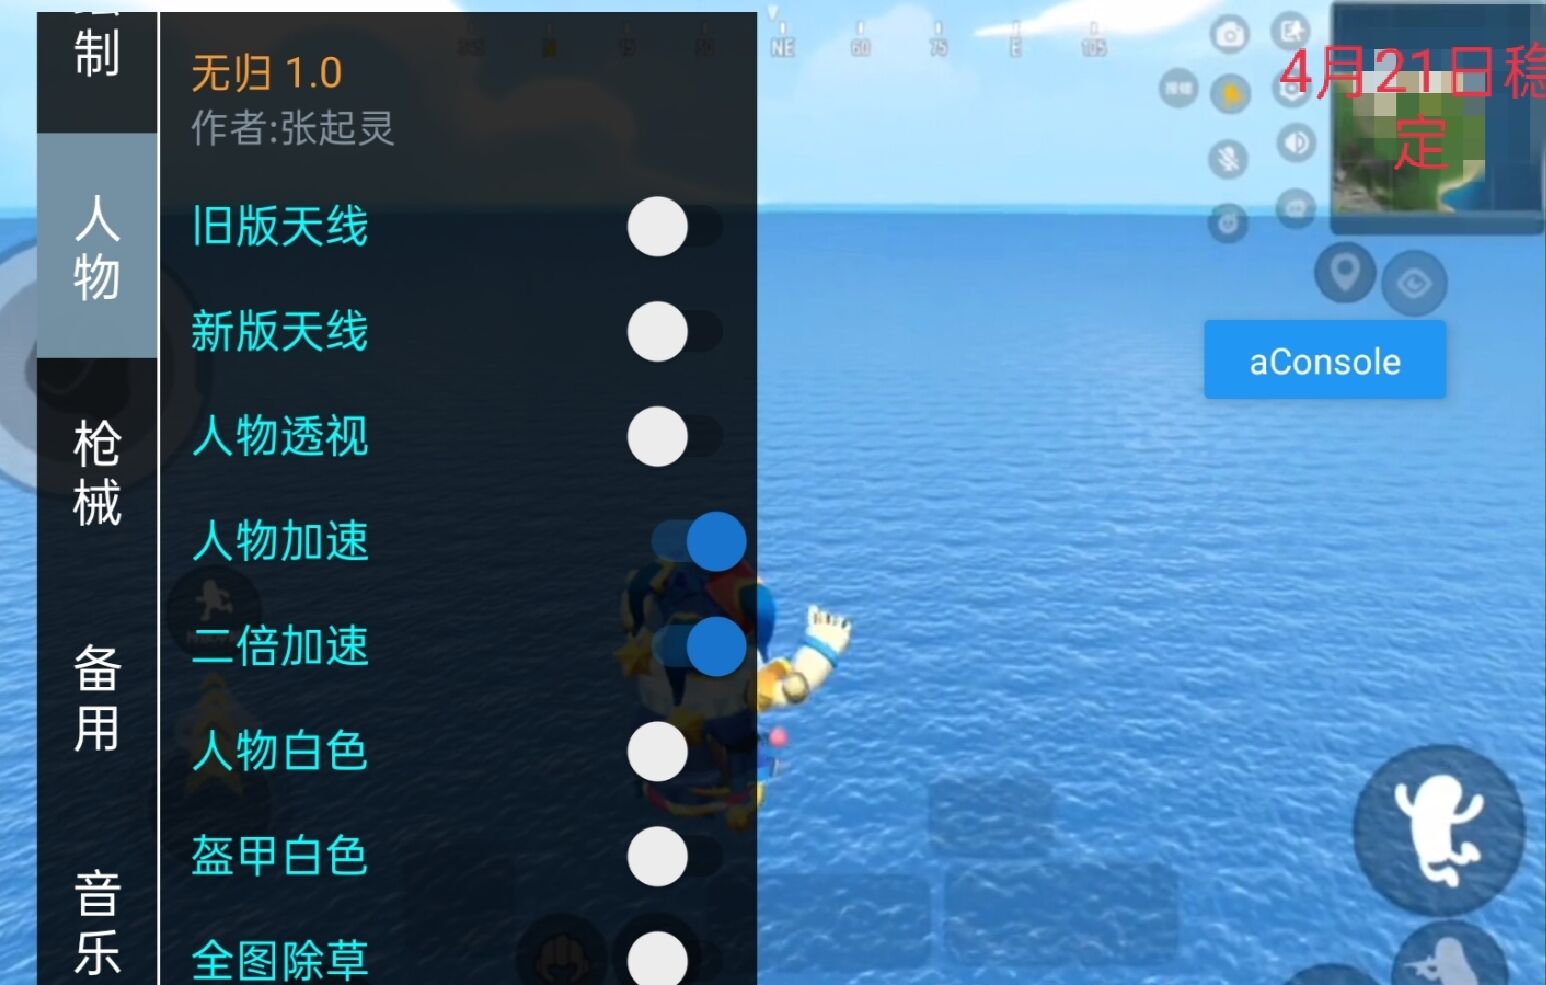 制
人物
枪械
备用
音乐
无归 1.0
作者:张起灵
旧版天线
新版天线
人物透视
人物加速
二倍加速
人物白色
盔甲白色
全图除草
NE
60
75
E
105
4月21日稳
定
aConsole